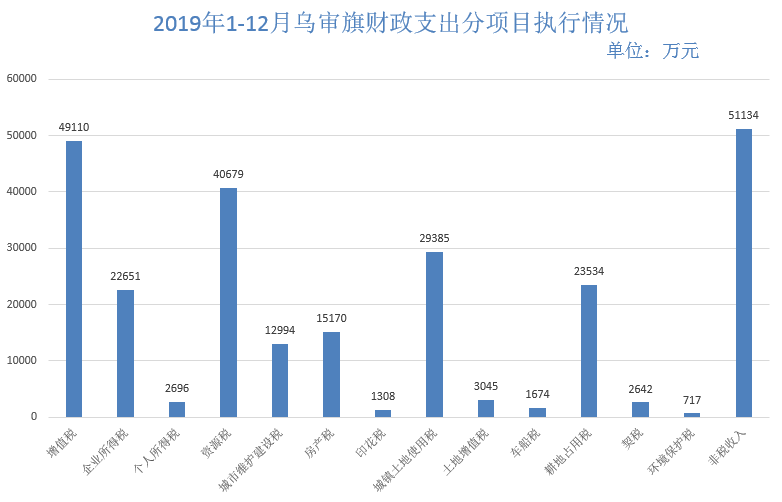 2019年1-12月乌审旗财政支出分项目执行情况
单位：万元
60000
50000
40000
30000
20000
10000
0
49110
22651
2696
40679
12994
15170
1308
29385
3045
1674
23534
2642
717
51134
增值税
企业所得税
个人所得税
资源税
城市维护建设税
房产税
印花税
城镇土地使用税
土地增值税
车船税
耕地占用税
契税
环境保护税
非税收入